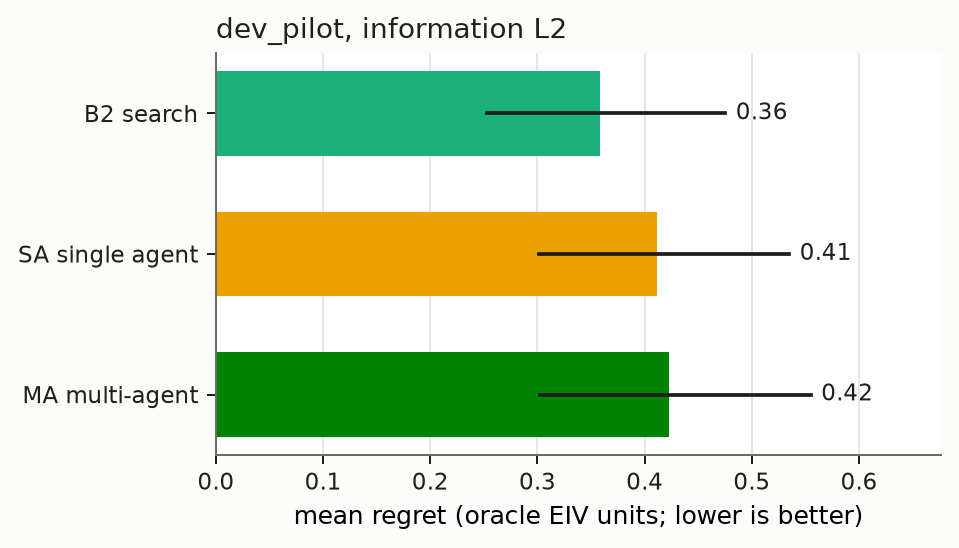 dev_pilot, information L2
B2 search
0.36
SA single agent
0.41
MA multi-agent
0.42
0.0 0.1 0.2 0.3 0.4 0.5 0.6
mean regret (oracle EIV units; lower is better)